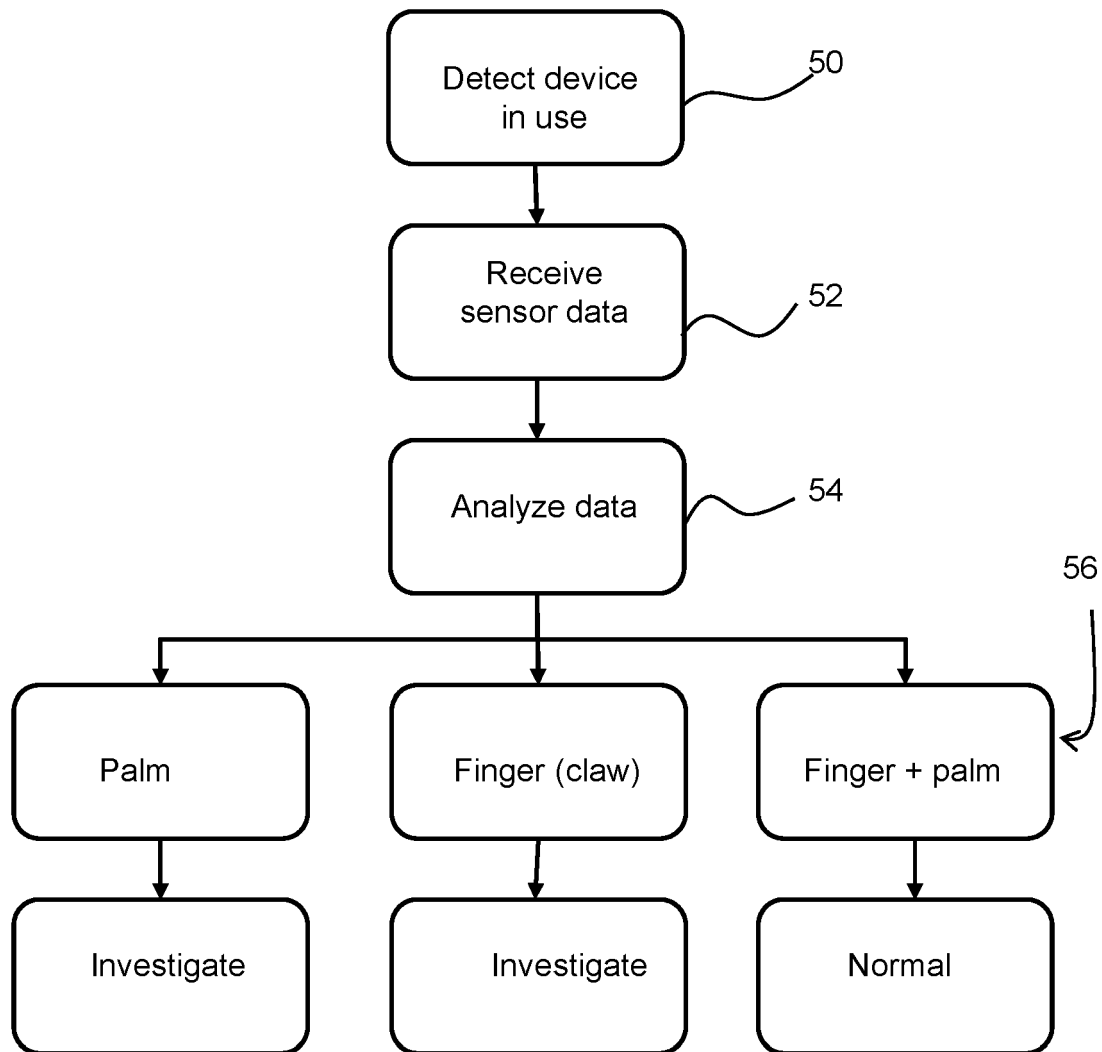 Detect device
in use
50
Receive
sensor data
52
Analyze data
54
56
Palm
Finger (claw)
Finger + palm
Investigate
Investigate
Normal